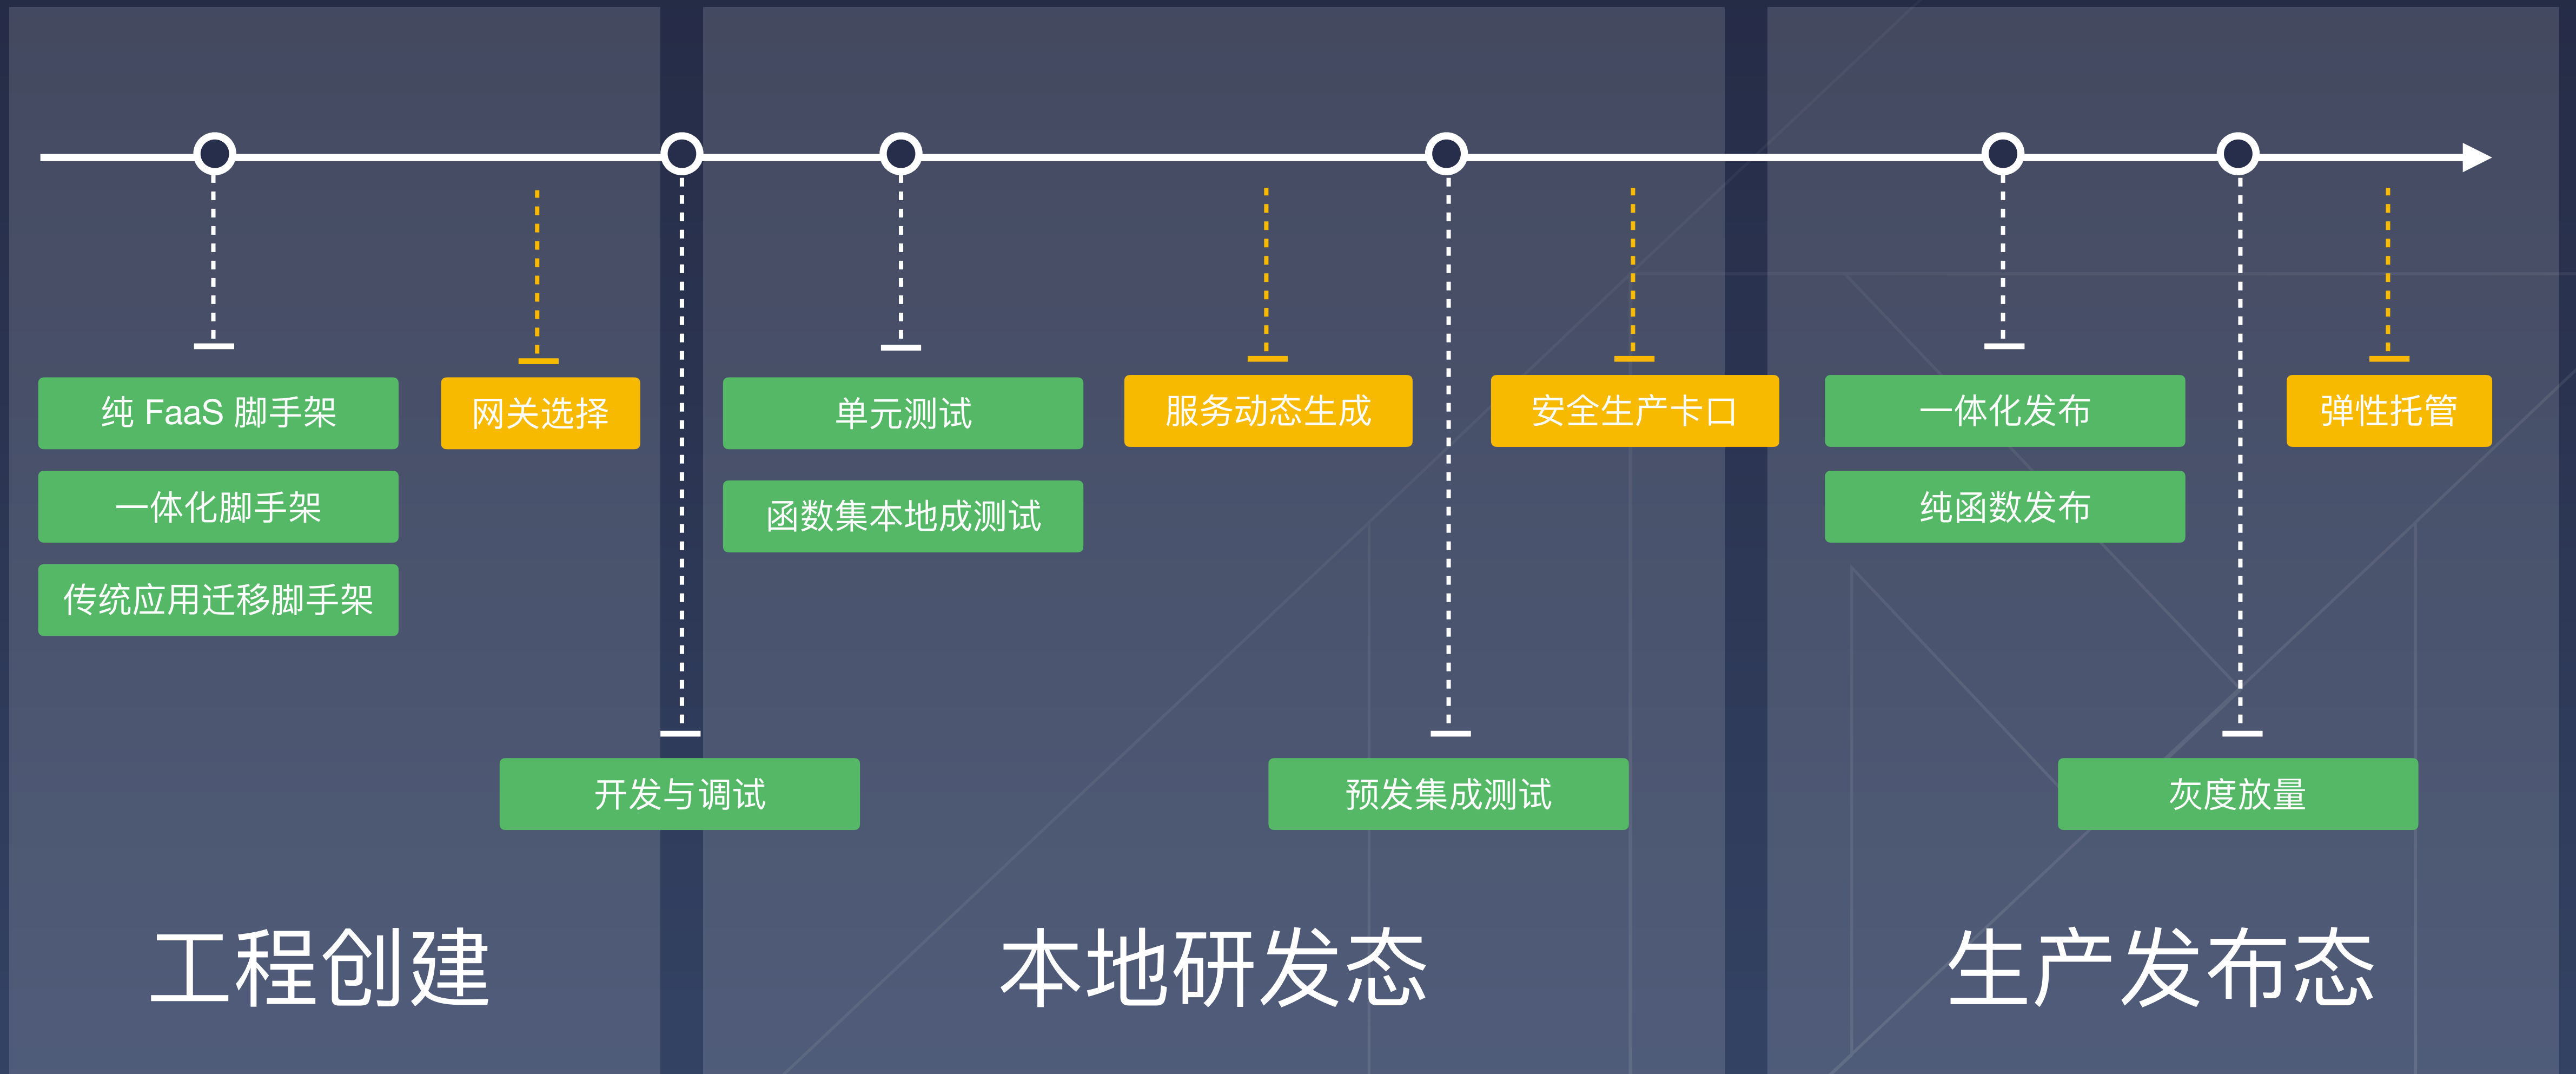 纯 FaaS 脚手架
一体化脚手架
传统应用迁移脚手架
网关选择
开发与调试
单元测试
函数集本地成测试
服务动态生成
预发集成测试
安全生产卡口
一体化发布
纯函数发布
灰度放量
弹性托管
工程创建
本地研发态
生产发布态